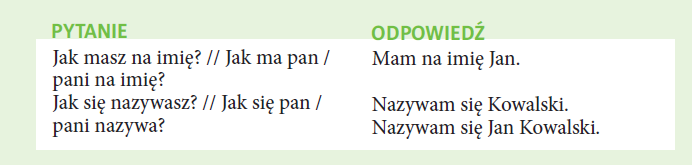 PYTANIE ODPOWIEDŹ
Jak masz na imię? // Jak ma pan / Mam na imię Jan.
pani na imię?
Jak się nazywasz? // Jak się pan / Nazywam się Kowalski.
pani nazywa? Nazywam się Jan Kowalski.